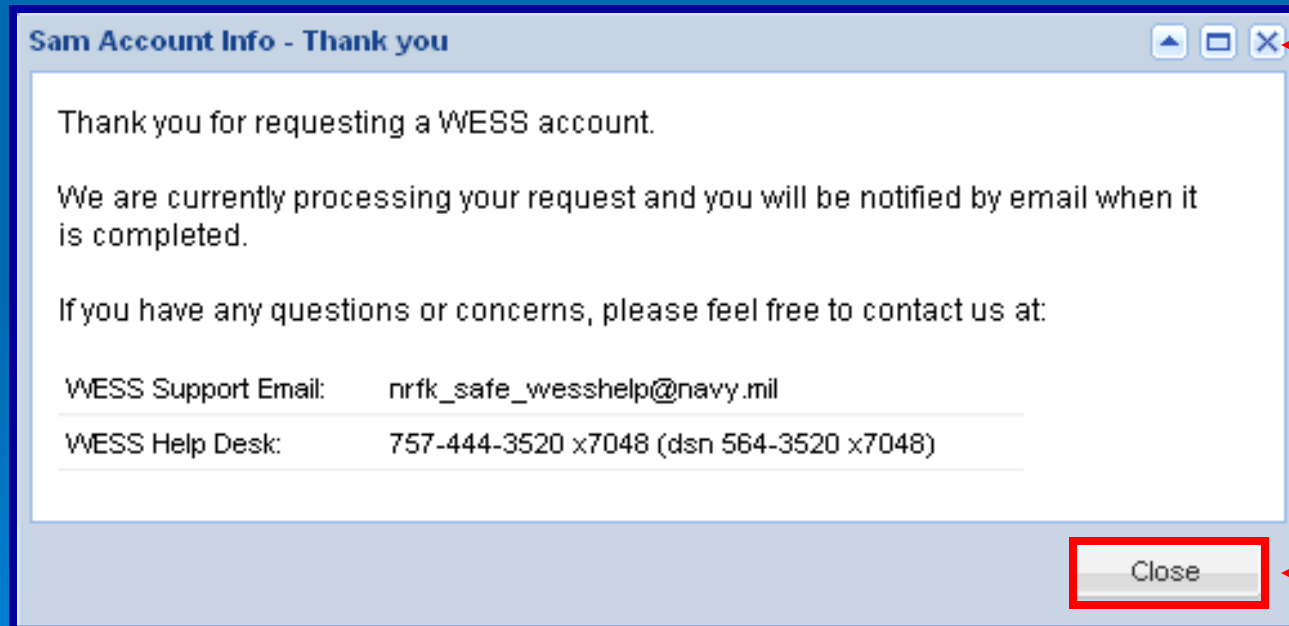 Sam Account Info - Thank you
Thank you for requesting a WESS account.
We are currently processing your request and you will be notified by email when it
is completed.
If you have any questions or concerns, please feel free to contact us at:
WESS Support Email: nrfk_safe_wesshelp@navy.mil
WESS Help Desk: 757-444-3520 x7048 (dsn 564-3520 x7048)
Close